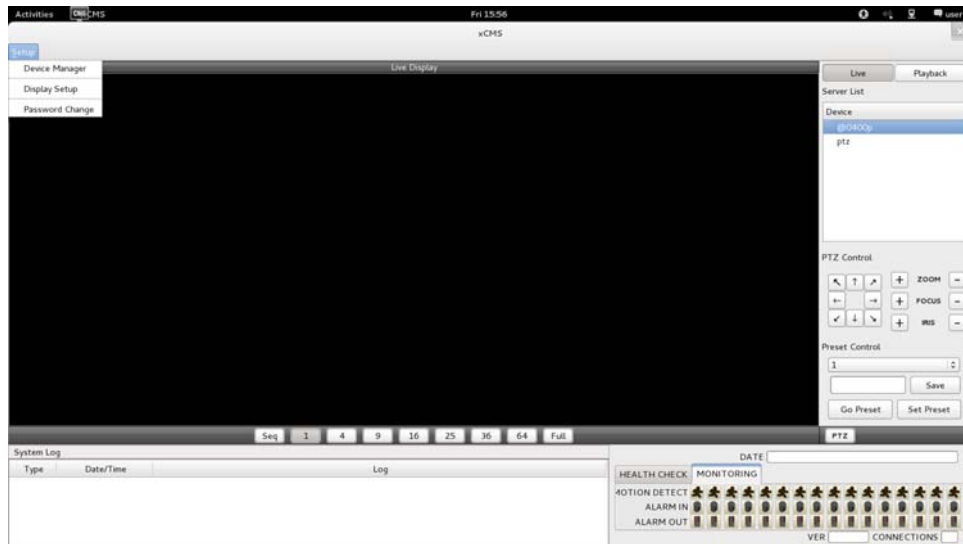 Activities CMS CMS Fri 15:56 user
xCMS
Setup
Device Manager
Display Setup
Password Change
Live Display
Live Playback
Server List
Device
@0400p
ptz
PTZ Control
+ ZOOM -
+ FOCUS -
+ IRIS -
Preset Control
1
Save
Go Preset Set Preset
Seq 1 4 9 16 25 36 64 Full
PTZ
System Log
Type Date/Time Log
DATE
HEALTH CHECK MONITORING
MOTION DETECT
ALARM IN
ALARM OUT
VER CONNECTIONS